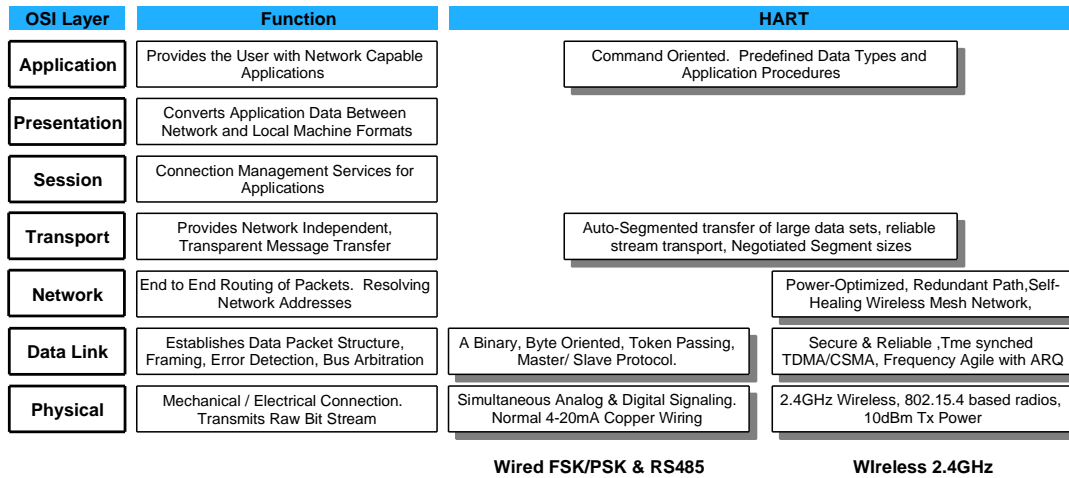 OSI Layer Function HART
Application
Provides the User with Network Capable
Applications
Command Oriented. Predefined Data Types and
Application Procedures
Presentation
Converts Application Data Between
Network and Local Machine Formats
Session
Connection Management Services for
Applications
Transport
Provides Network Independent,
Transparent Message Transfer
Auto-Segmented transfer of large data sets, reliable
stream transport, Negotiated Segment sizes
Network
End to End Routing of Packets. Resolving
Network Addresses
Power-Optimized, Redundant Path,Self-
Healing Wireless Mesh Network,
Data Link
Establishes Data Packet Structure,
Framing, Error Detection, Bus Arbitration
A Binary, Byte Oriented, Token Passing,
Master/ Slave Protocol.
Secure & Reliable ,Tme synched
TDMA/CSMA, Frequency Agile with ARQ
Physical
Mechanical / Electrical Connection.
Transmits Raw Bit Stream
Simultaneous Analog & Digital Signaling.
Normal 4-20mA Copper Wiring
2.4GHz Wireless, 802.15.4 based radios,
10dBm Tx Power
Wired FSK/PSK & RS485
WIreless 2.4GHz